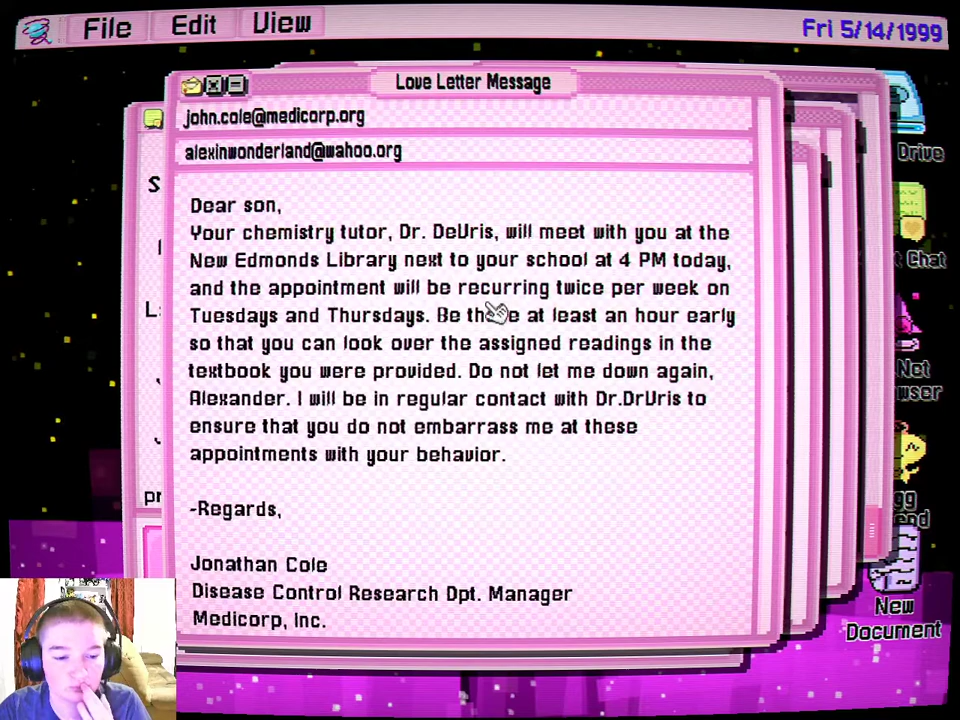 File Edit View
Fri 5/14/1999
Love Letter Message
john.cole@medicorp.org
alexinwonderland@wahoo.org
Dear son,
Your chemistry tutor, Dr. DeUris, will meet with you at the
New Edmonds Library next to your school at 4 PM today,
and the appointment will be recurring twice per week on
Tuesdays and Thursdays. Be at least an hour early
so that you can look over the assigned readings in the
textbook you were provided. Do not let me down again,
Alexander. I will be in regular contact with Dr.DrUris to
ensure that you do not embarrass me at these
appointments with your behavior.
-Regards,
Jonathan Cole
Disease Control Research Dpt. Manager
Medicorp, Inc.
Drive
Chat
New
Document